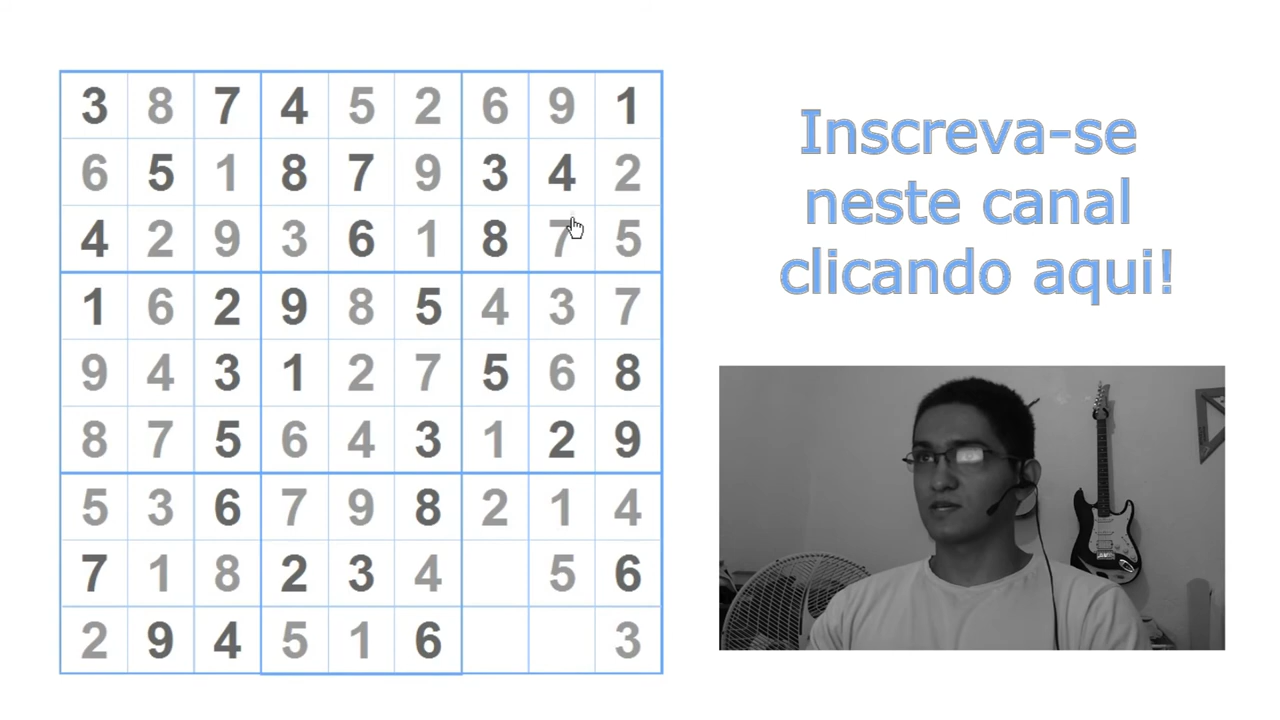 3 8 7 4 5 2 6 9 1
6 5 1 8 7 9 3 4 2
4 2 9 3 6 1 8 7 5
1 6 2 9 8 5 4 3 7
9 4 3 1 2 7 5 6 8
8 7 5 6 4 3 1 2 9
5 3 6 7 9 8 2 1 4
7 1 8 2 3 4 5 6
2 9 4 5 1 6 3
Inscreva-se
neste canal
clicando aqui!